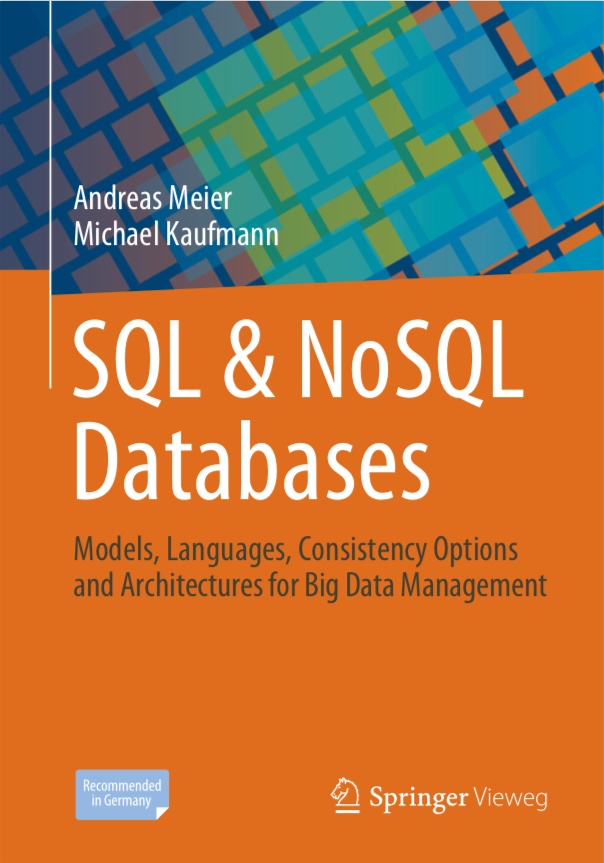 Andreas Meier
Michael Kaufmann
SQL & NoSQL
Databases
Models, Languages, Consistency Options
and Architectures for Big Data Management
Recommended
in Germany
Springer Vieweg